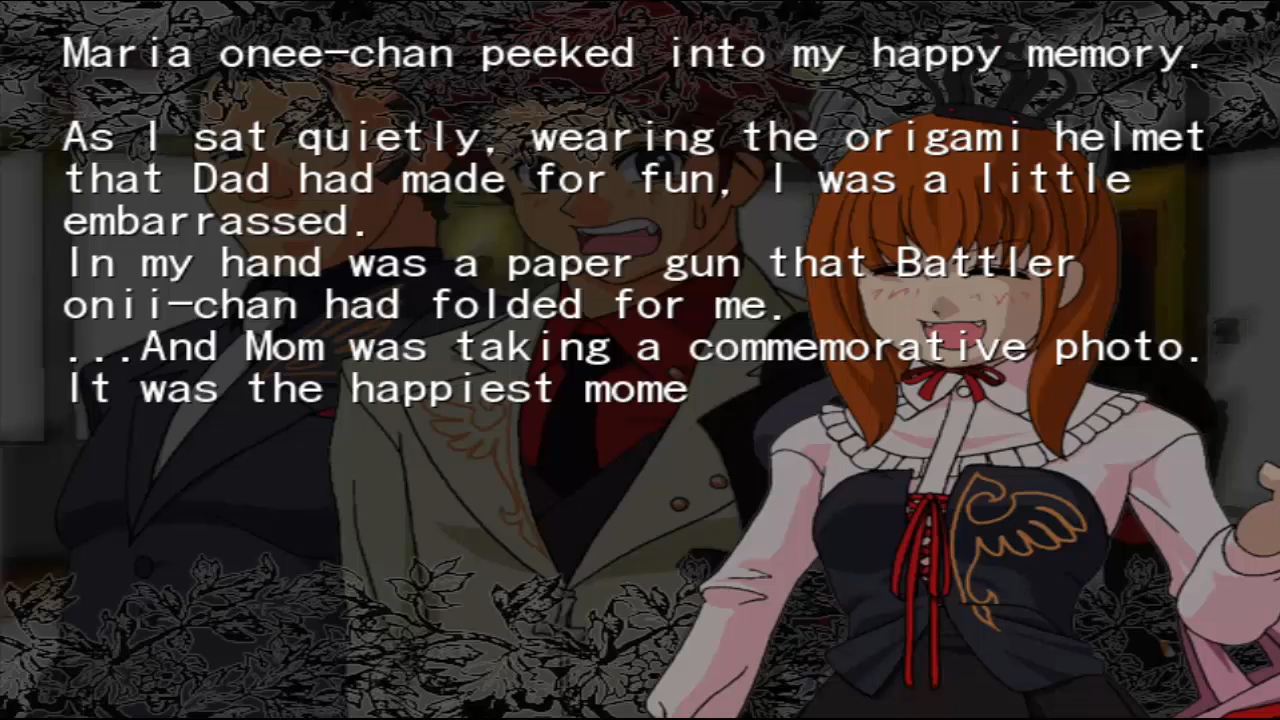 Maria onee-chan peeked into my happy memory.
As I sat quietly, wearing the origami helmet
that Dad had made for fun, I was a little
embarrassed.
In my hand was a paper gun that Battler
onii-chan had folded for me.
...And Mom was taking a commemorative photo.
It was the happiest mome